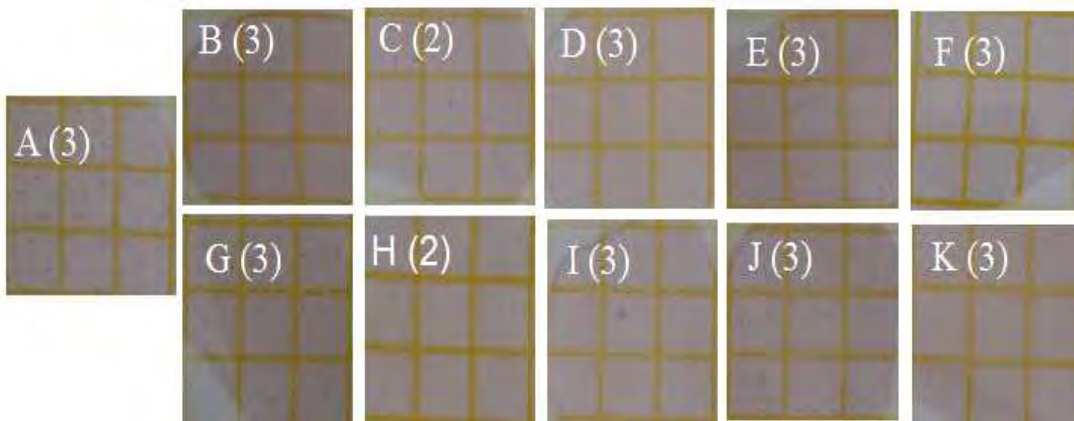 B (3) C (2) D (3) E (3) F (3)
A (3)
G (3) H (2) I (3) J (3) K (3)